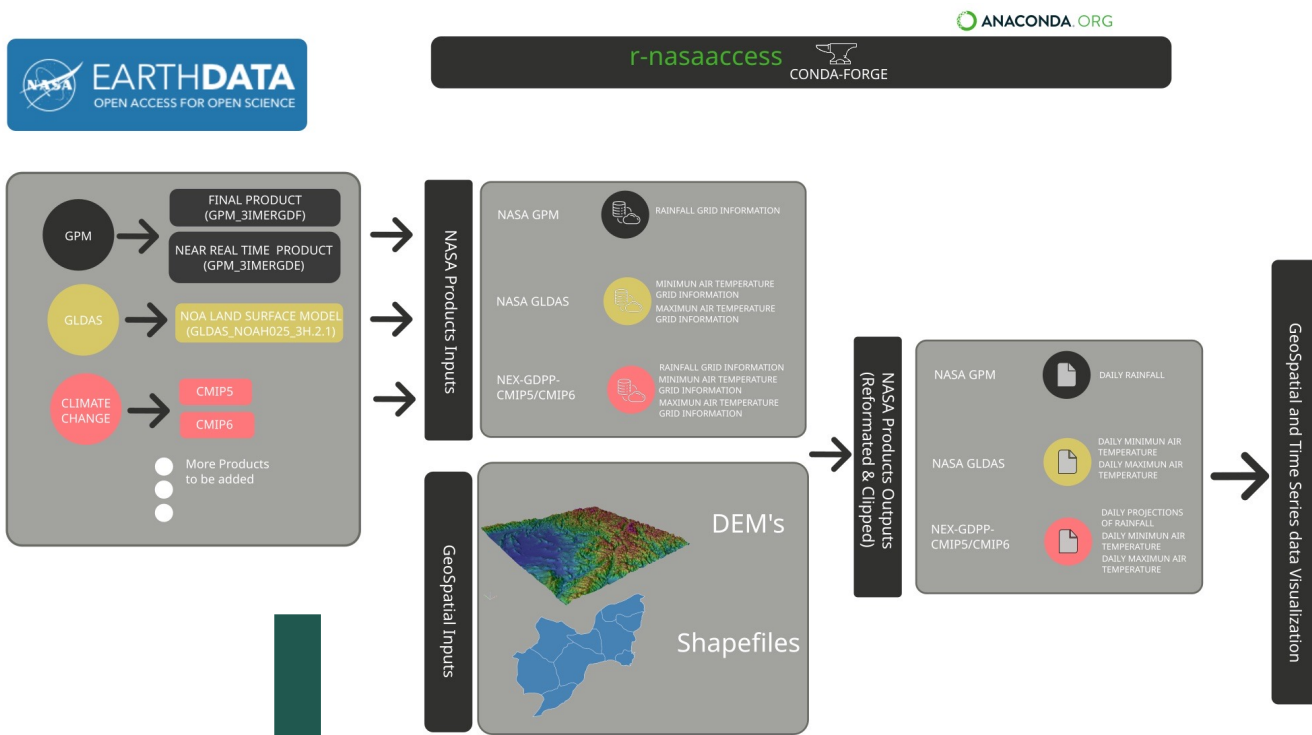 ANACONDA.ORG
NASA
EARTHDATA
OPEN ACCESS FOR OPEN SCIENCE
r-nasaaccess
CONDA-FORGE
GPM
FINAL PRODUCT
(GPM_3IMERGDF)
NEAR REAL TIME PRODUCT
(GPM_3IMERGDE)
GLDAS
NOA LAND SURFACE MODEL
(GLDAS_NOAH025_3H.2.1)
CLIMATE
CHANGE
CMIP5
CMIP6
More Products
to be added
NASA Products Inputs
NASA GPM
RAINFALL GRID INFORMATION
NASA GLDAS
MINIMUN AIR TEMPERATURE
GRID INFORMATION
MAXIMUN AIR TEMPERATURE
GRID INFORMATION
NEX-GDPP-
CMIP5/CMIP6
RAINFALL GRID INFORMATION
MINIMUN AIR TEMPERATURE
GRID INFORMATION
MAXIMUN AIR TEMPERATURE
GRID INFORMATION
GeoSpatial Inputs
DEM's
Shapefiles
NASA Products Outputs
(Reformated & Clipped)
NASA GPM
DAILY RAINFALL
NASA GLDAS
DAILY MINIMUN AIR
TEMPERATURE
DAILY MAXIMUN AIR
TEMPERATURE
NEX-GDPP-
CMIP5/CMIP6
DAILY PROJECTIONS
OF RAINFALL
DAILY MINIMUN AIR
TEMPERATURE
DAILY MAXIMUN AIR
TEMPERATURE
GeoSpatial and Time Series data Visualization